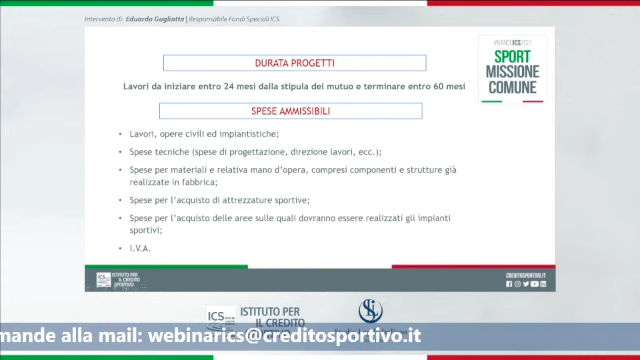 Intervento di: Eduardo Gugliotta | Responsabile Fondi Speciali ICS
DURATA PROGETTI
Lavori da iniziare entro 24 mesi dalla stipula del mutuo e terminare entro 60 mesi
SPESE AMMISSIBILI
• Lavori, opere civili ed impiantistiche;
• Spese tecniche (spese di progettazione, direzione lavori, ecc.);
• Spese per materiali e relativa mano d'opera, compresi componenti e strutture già
realizzate in fabbrica;
• Spese per l'acquisto di attrezzature sportive;
• Spese per l'acquisto delle aree sulle quali dovranno essere realizzati gli impianti
sportivi;
• I.V.A.
SPORT
MISSIONE
COMUNE
ICS
ISTITUTO PER
IL CREDITO
SPORTIVO
CREDITOSPORTIVO.IT
ICS
ISTITUTO PER
IL CREDITO
mande alla mail: webinarics@creditosportivo.it